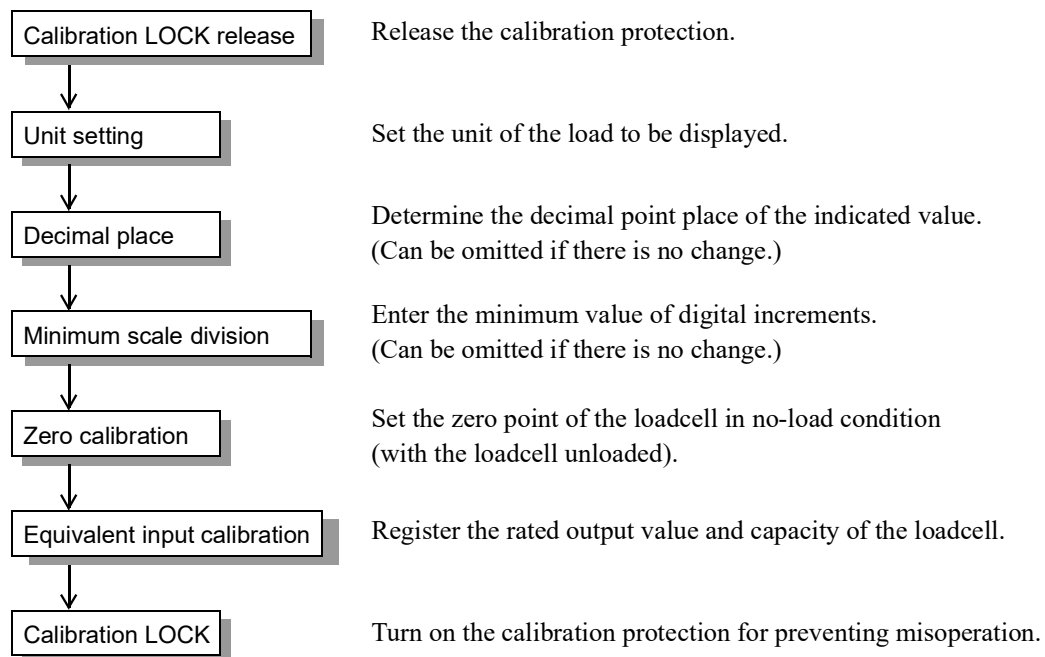 Calibration LOCK release
Release the calibration protection.
Unit setting
Set the unit of the load to be displayed.
Decimal place
Determine the decimal point place of the indicated value.
(Can be omitted if there is no change.)
Minimum scale division
Enter the minimum value of digital increments.
(Can be omitted if there is no change.)
Zero calibration
Set the zero point of the loadcell in no-load condition
(with the loadcell unloaded).
Equivalent input calibration
Register the rated output value and capacity of the loadcell.
Calibration LOCK
Turn on the calibration protection for preventing misoperation.